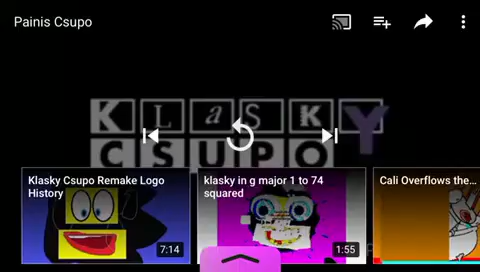 Painis Csupo
KLaSKY
CSUPO
Klasky Csupo Remake Logo
History
7:14
klasky in g major 1 to 74
squared
1:55
Cali Overflows the...